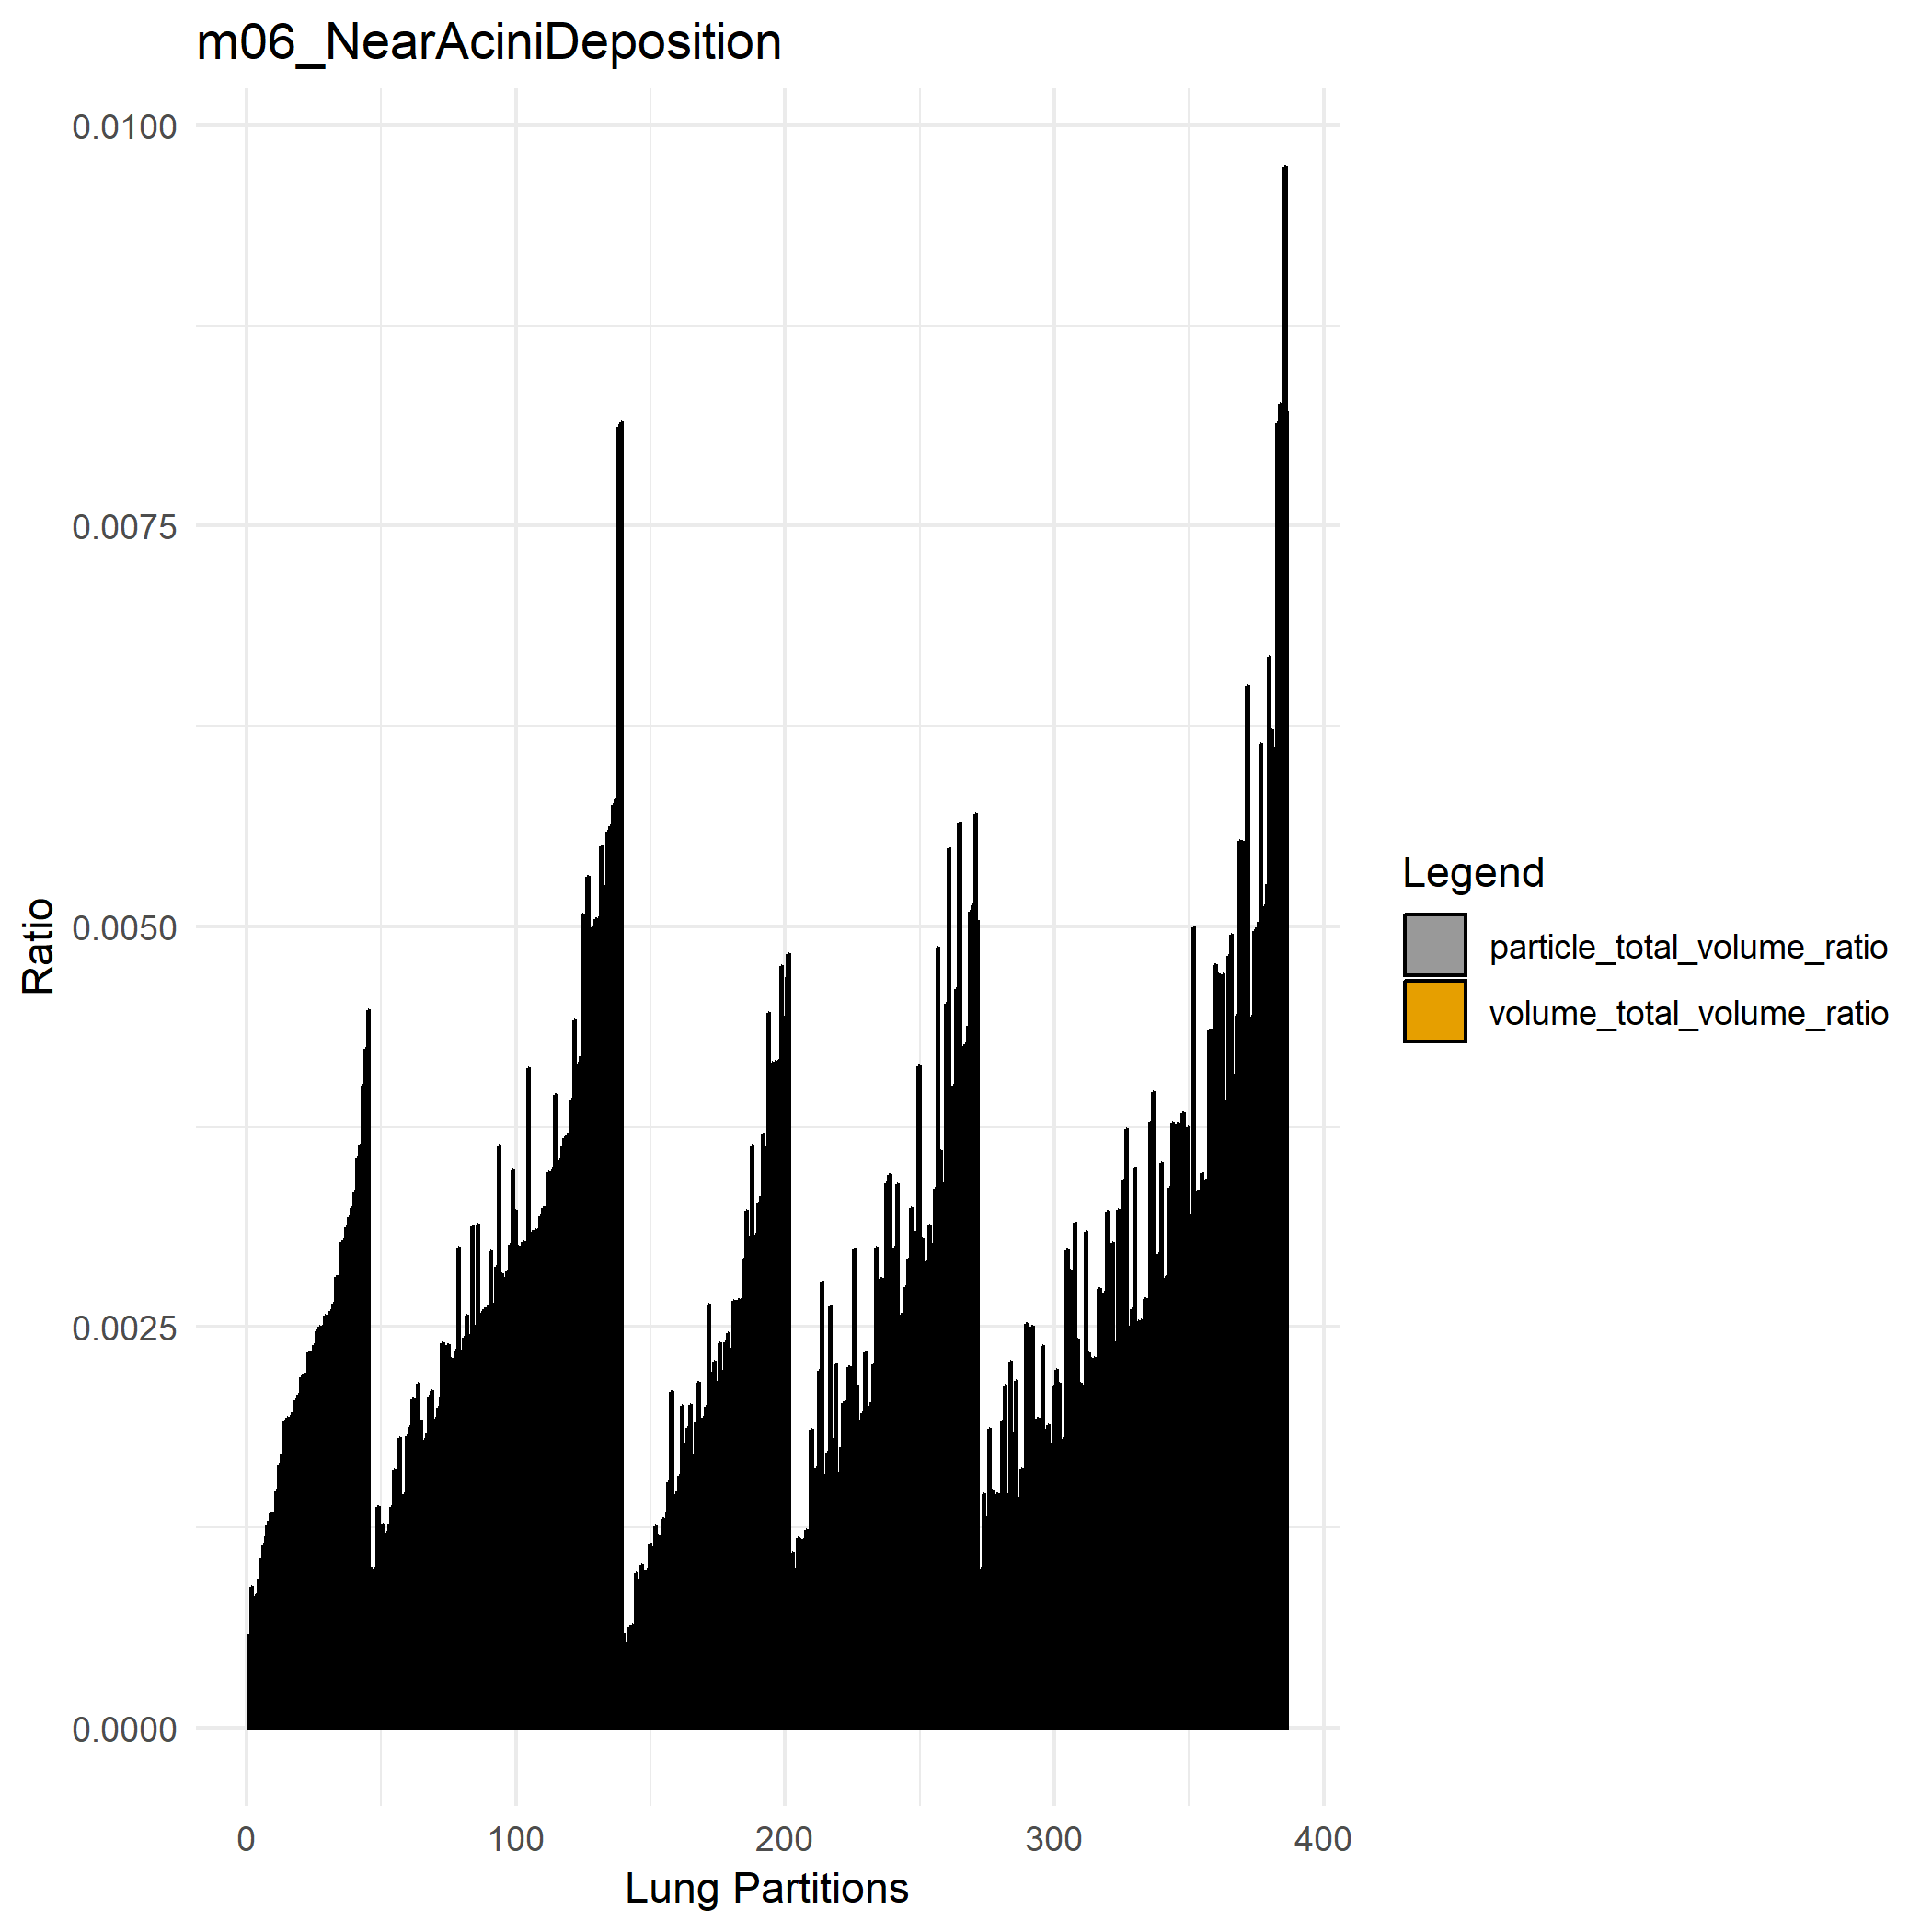 m06_NearAciniDeposition
0.0100
0.0075
0.0050
0.0025
0.0000
Ratio
0
100
200
300
400
Lung Partitions
Legend
particle_total_volume_ratio
volume_total_volume_ratio